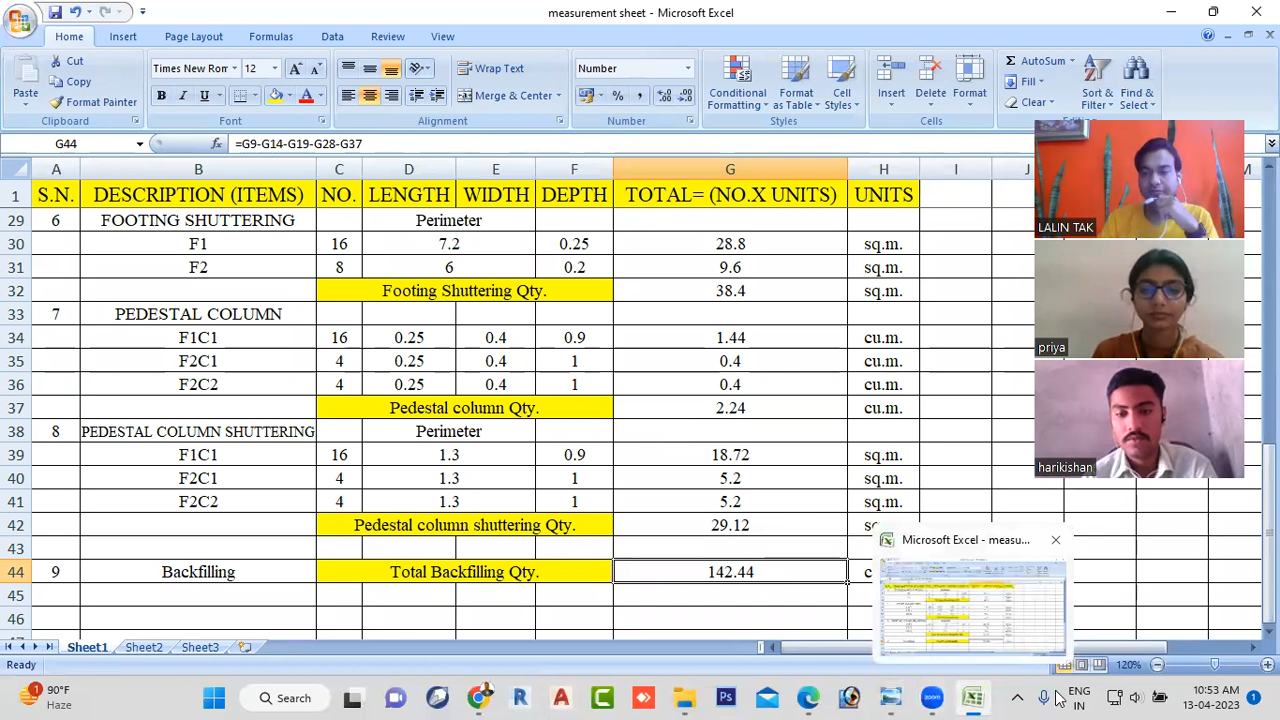 measurement sheet - Microsoft Excel
Home Insert Page Layout Formulas Data Review View
Paste
Cut
Copy
Format Painter
Clipboard
Times New Rom 12
B I U
Font
Wrap Text
Merge & Center
Alignment
Number
Number
Conditional Formatting
Format as Table
Cell Styles
Styles
Insert Delete Format
Cells
AutoSum
Fill
Clear
Sort & Filter
Find & Select
G44 fx =G9-G14-G19-G28-G37
A B C D E F G H I J M
1 S.N. DESCRIPTION (ITEMS) NO. LENGTH WIDTH DEPTH TOTAL= (NO.X UNITS) UNITS
29 6 FOOTING SHUTTERING Perimeter
30 F1 16 7.2 0.25 28.8 sq.m.
31 F2 8 6 0.2 9.6 sq.m.
32 Footing Shuttering Qty. 38.4 sq.m.
33 7 PEDESTAL COLUMN
34 F1C1 16 0.25 0.4 0.9 1.44 cu.m.
35 F2C1 4 0.25 0.4 1 0.4 cu.m.
36 F2C2 4 0.25 0.4 1 0.4 cu.m.
37 Pedestal column Qty. 2.24 cu.m.
38 8 PEDESTAL COLUMN SHUTTERING Perimeter
39 F1C1 16 1.3 0.9 18.72 sq.m.
40 F2C1 4 1.3 1 5.2 sq.m.
41 F2C2 4 1.3 1 5.2 sq.m.
42 Pedestal column shuttering Qty. 29.12
43
44 9 Backfilling Total Backfilling Qty. 142.44
45
46
LALIN TAK
priya
harikishan
Microsoft Excel - measu...
Sheet1 Sheet2 Sheet3
Ready
120%
1
90°F
Haze
Search
ENG
IN
10:53 AM
13-04-2023
1